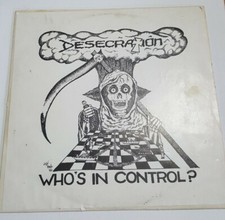 DESECRATION
WHO'S IN CONTROL?